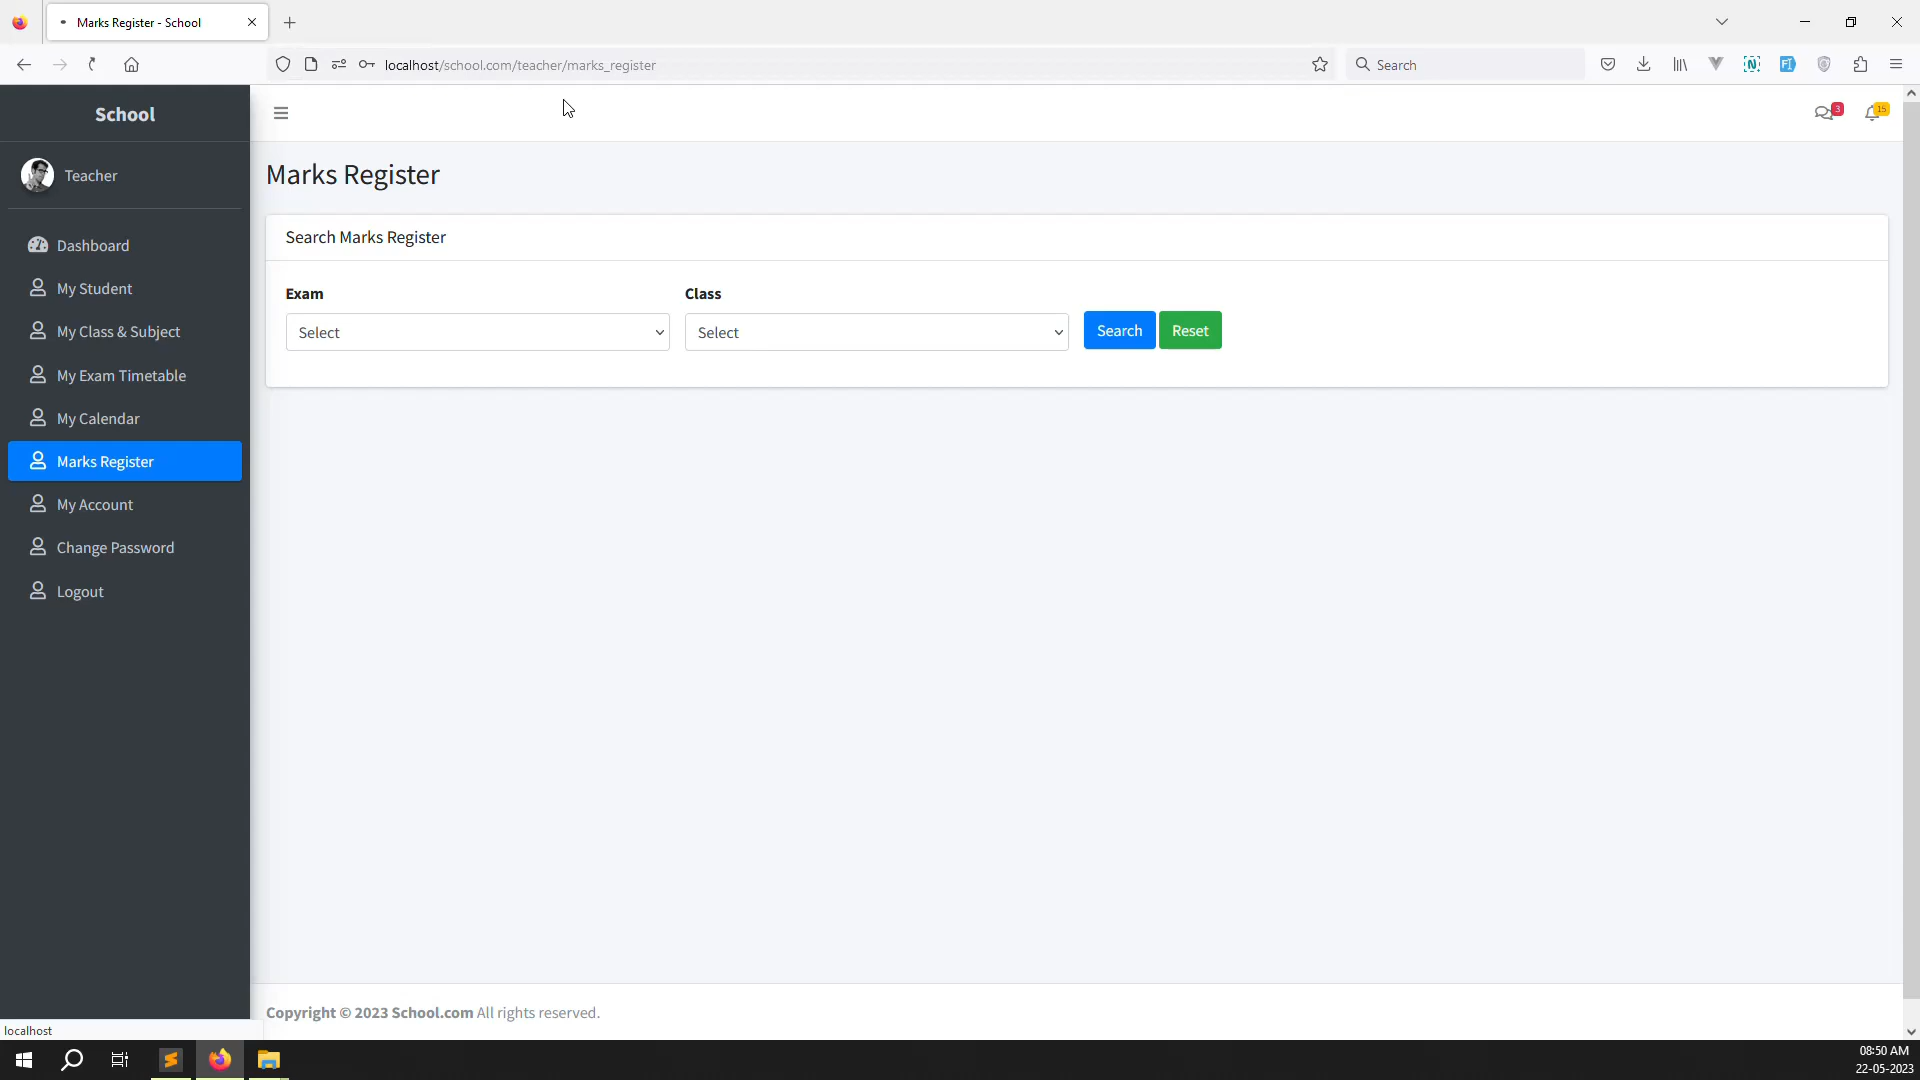 Marks Register - School
localhost/school.com/teacher/marks_register
Search
School
3
15
Teacher
Marks Register
Dashboard
My Student
My Class & Subject
My Exam Timetable
My Calendar
Marks Register
My Account
Change Password
Logout
Search Marks Register
Exam
Class
Select
Select
Search
Reset
Copyright © 2023 School.com All rights reserved.
localhost
08:50 AM
22-05-2023